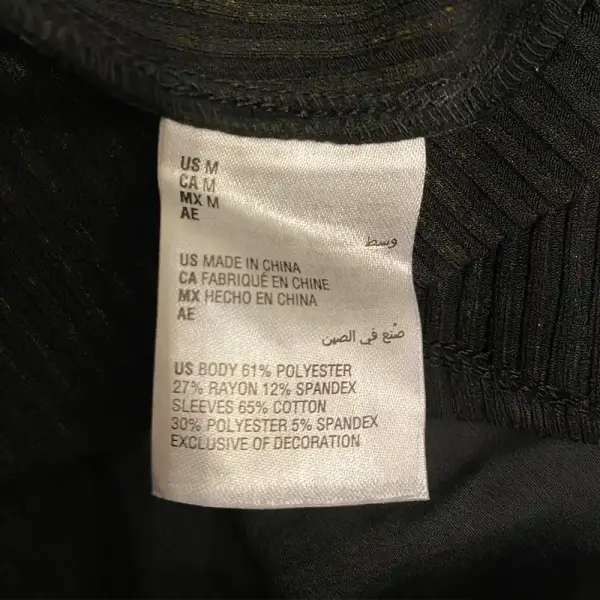 US M
CA M
MX M
AE
وسط
US MADE IN CHINA
CA FABRIQUÉ EN CHINE
MX HECHO EN CHINA
AE
صُنع في الصين
US BODY 61% POLYESTER
27% RAYON 12% SPANDEX
SLEEVES 65% COTTON
30% POLYESTER 5% SPANDEX
EXCLUSIVE OF DECORATION